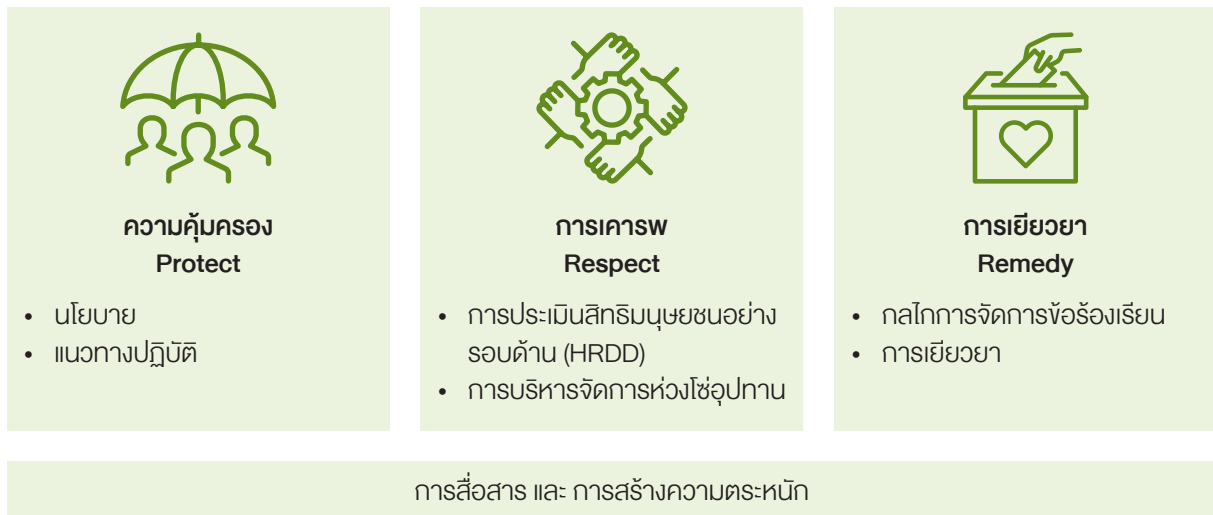 ความคุ้มครอง
Protect
• นโยบาย
• แนวทางปฏิบัติ
การเคารพ
Respect
• การประเมินสิทธิมนุษยชนอย่าง
รอบด้าน (HRDD)
• การบริหารจัดการห่วงโซ่อุปทาน
การเยียวยา
Remedy
• กลไกการจัดการข้อร้องเรียน
• การเยียวยา
การสื่อสาร และ การสร้างความตระหนัก